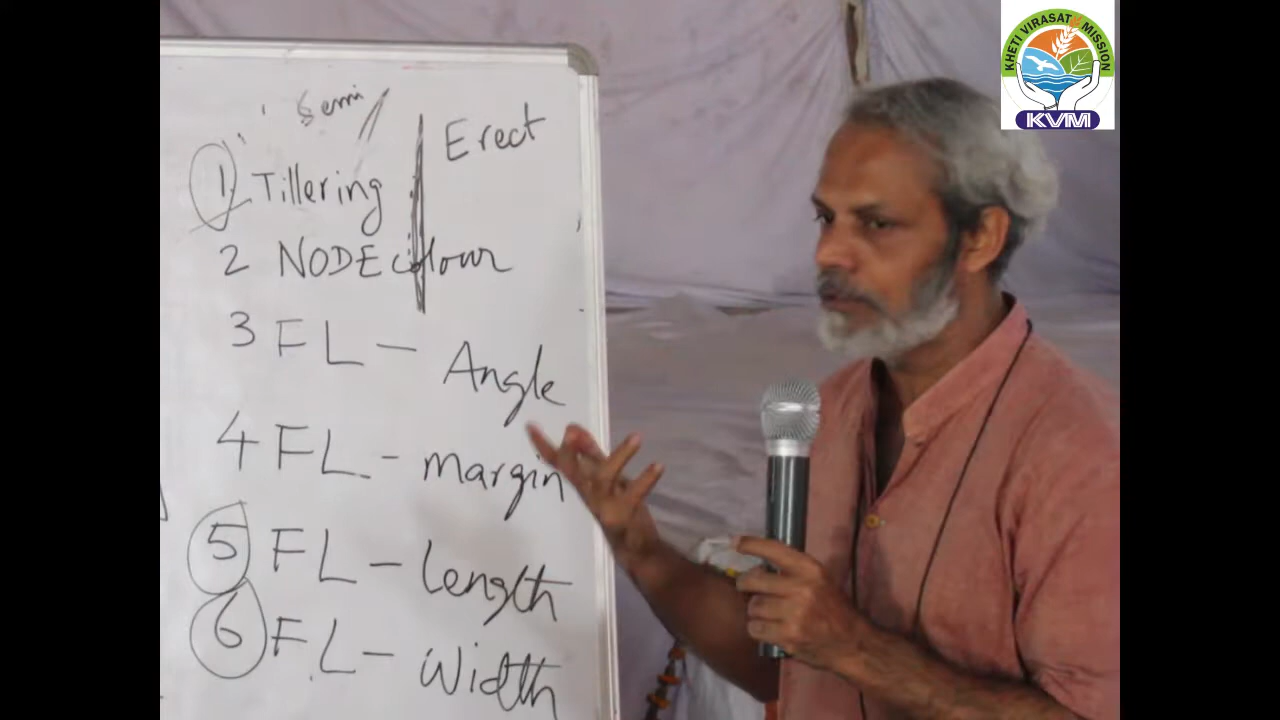 Semi
Erect
1 Tillering
2 NODE colour
3 FL - Angle
4 FL - margin
5 FL - Length
6 FL - Width
KHETI VIRASAT MISSION
KVM